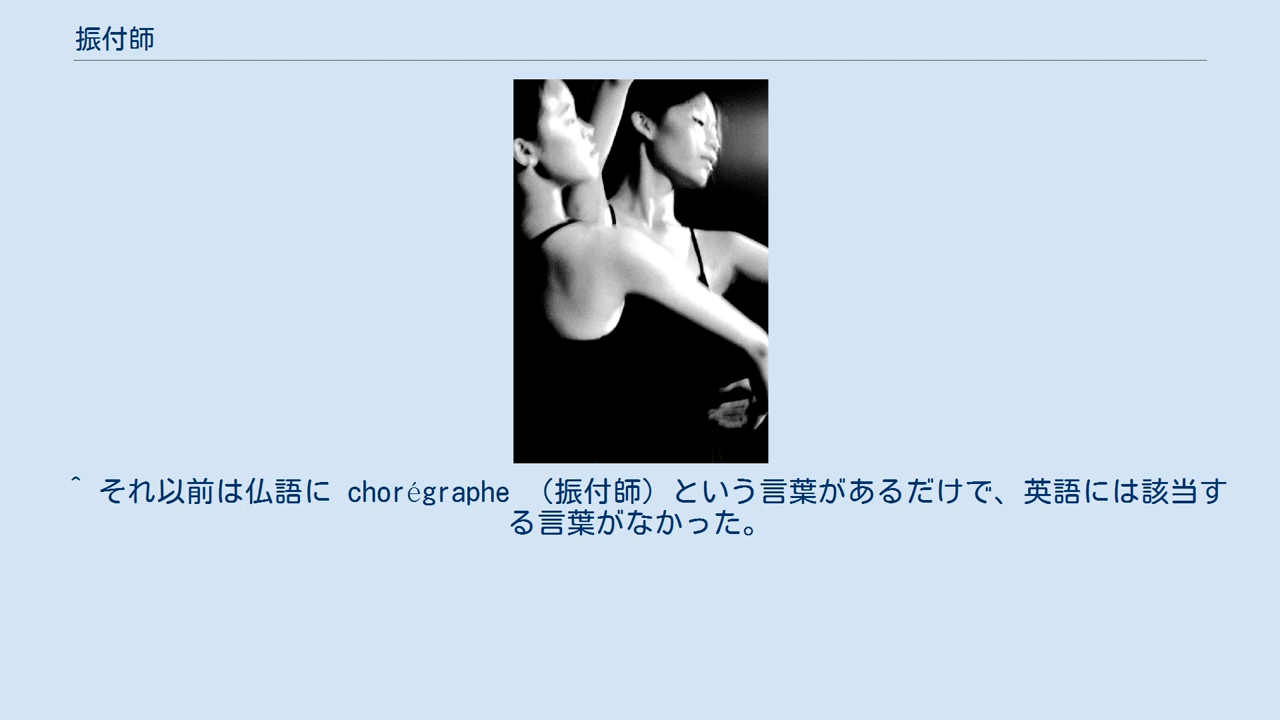 振付師
^ それ以前は仏語に chorégraphe （振付師）という言葉があるだけで、英語には該当す
る言葉がなかった。